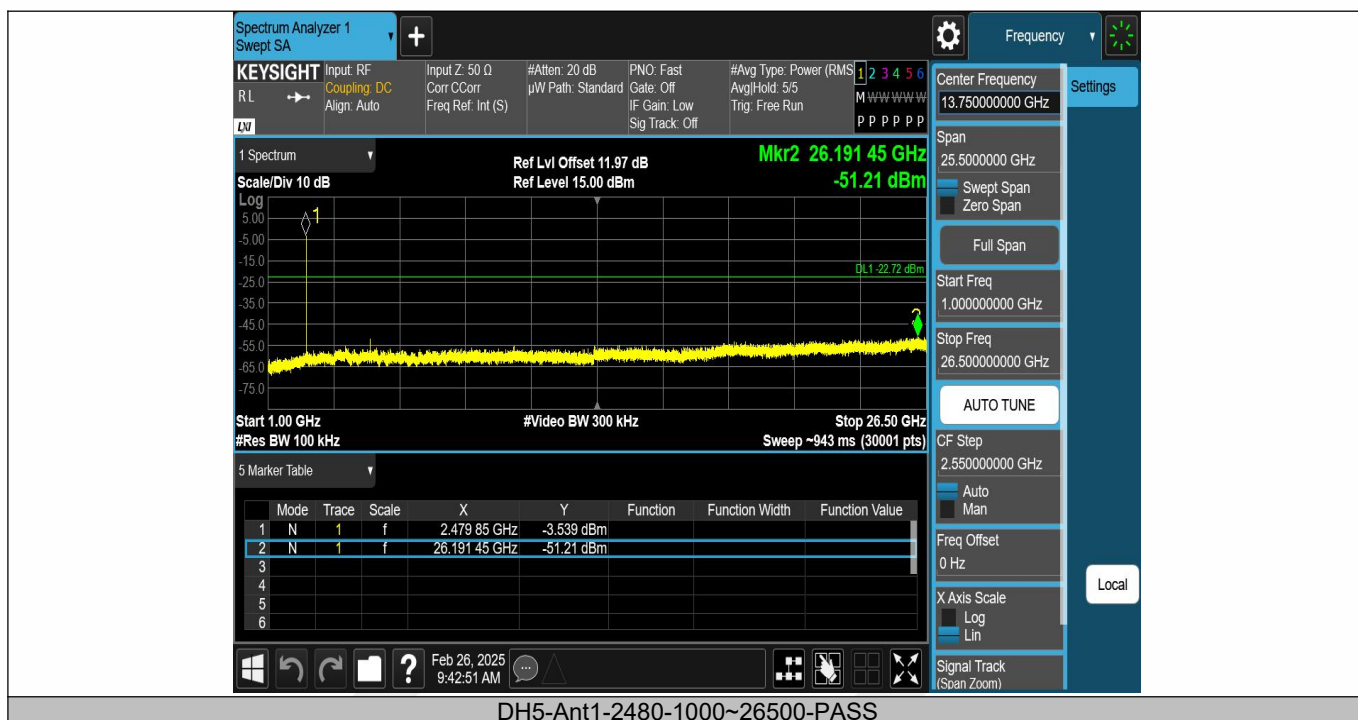 Spectrum Analyzer 1
Swept SA
+
Frequency
KEYSIGHT
RL
LXI
Input: RF
Coupling: DC
Align: Auto
Input Z: 50 Ω
Corr CCorr
Freq Ref: Int (S)
#Atten: 20 dB
µW Path: Standard
PNO: Fast
Gate: Off
IF Gain: Low
Sig Track: Off
#Avg Type: Power (RMS
Avg|Hold: 5/5
Trig: Free Run
1 2 3 4 5 6
M W W W W W
P P P P P P
1 Spectrum
Scale/Div 10 dB
Ref Lvl Offset 11.97 dB
Ref Level 15.00 dBm
Mkr2 26.191 45 GHz
-51.21 dBm
Log
5.00
-5.00
-15.0
-25.0
-35.0
-45.0
-55.0
-65.0
-75.0
1
DL1 -22.72 dBm
2
Start 1.00 GHz
#Video BW 300 kHz
Stop 26.50 GHz
#Res BW 100 kHz
Sweep ~943 ms (30001 pts)
5 Marker Table
Mode Trace Scale X Y Function Function Width Function Value
1 N 1 f 2.479 85 GHz -3.539 dBm
2 N 1 f 26.191 45 GHz -51.21 dBm
3
4
5
6
Feb 26, 2025
9:42:51 AM
?
Center Frequency
13.750000000 GHz
Settings
Span
25.5000000 GHz
Swept Span
Zero Span
Full Span
Start Freq
1.000000000 GHz
Stop Freq
26.500000000 GHz
AUTO TUNE
CF Step
2.550000000 GHz
Auto
Man
Freq Offset
0 Hz
Local
X Axis Scale
Log
Lin
Signal Track
(Span Zoom)
DH5-Ant1-2480-1000~26500-PASS